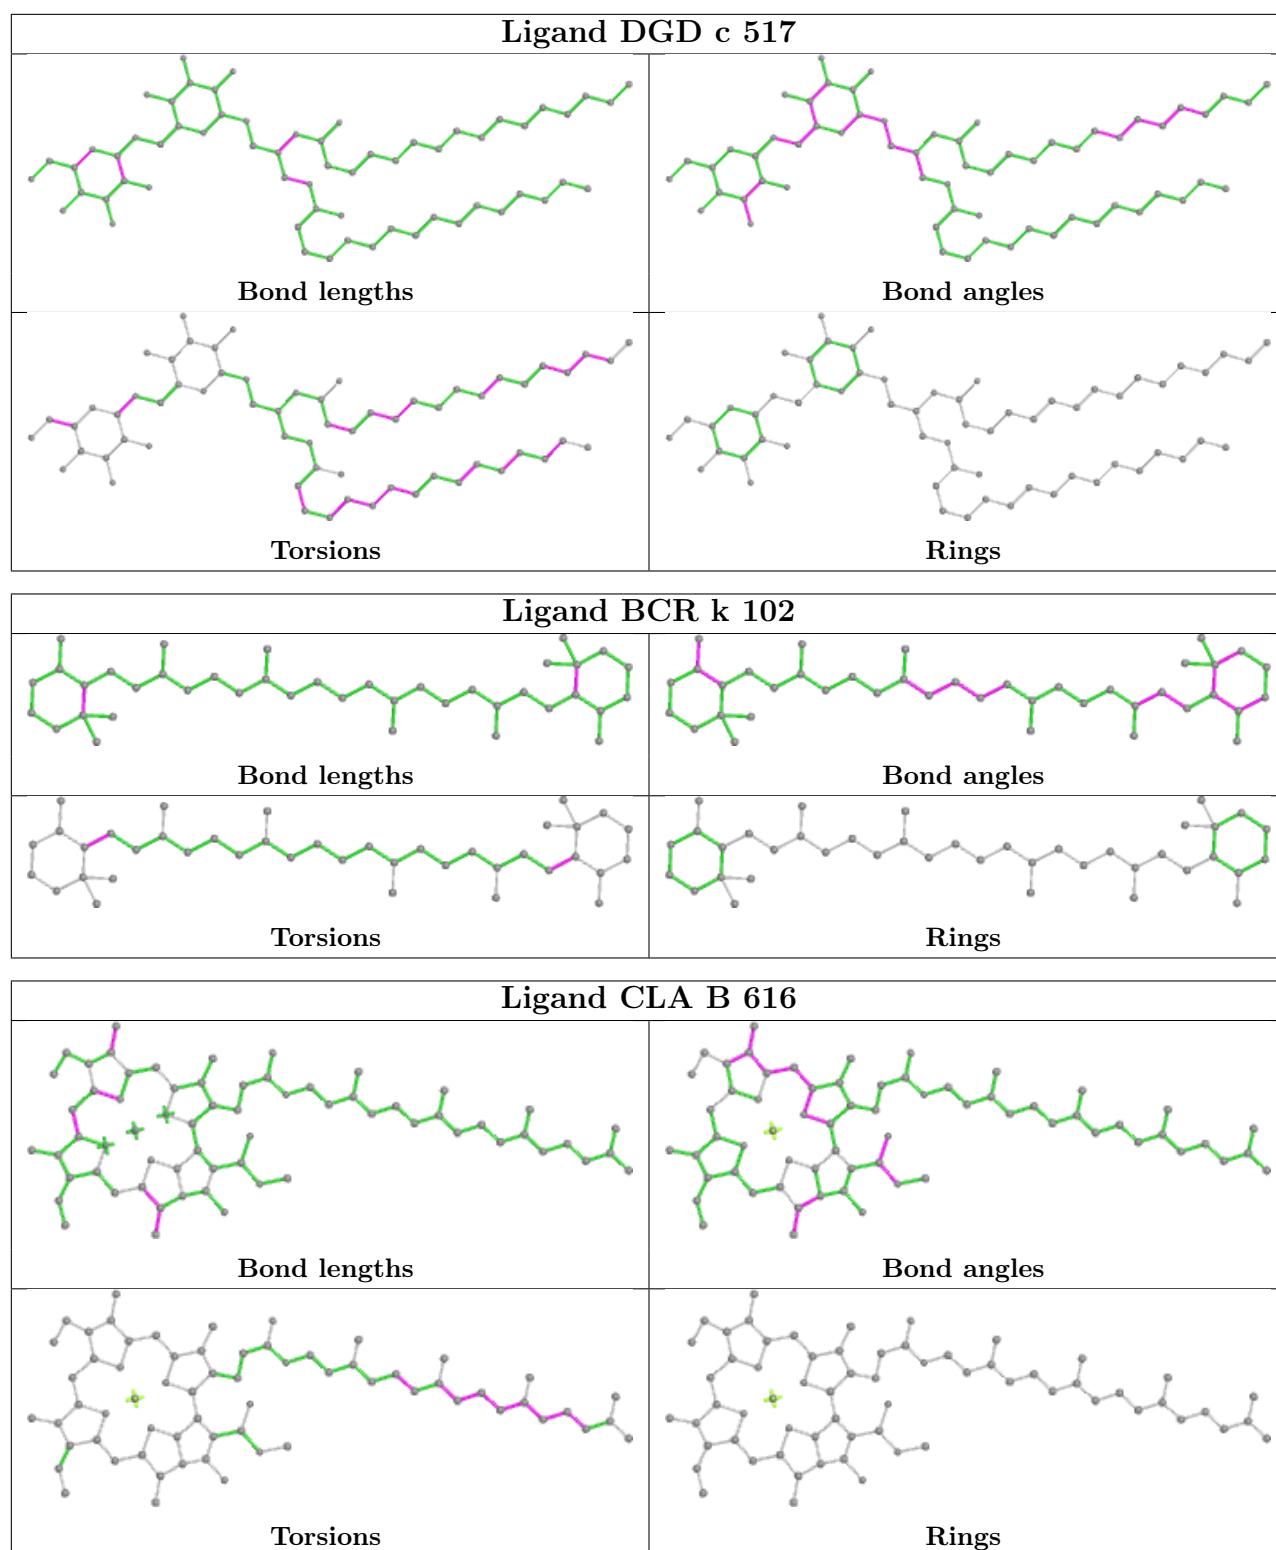 Ligand DGD c 517
Bond lengths
Bond angles
Torsions
Rings
Ligand BCR k 102
Bond lengths
Bond angles
Torsions
Rings
Ligand CLA B 616
Bond lengths
Bond angles
Torsions
Rings